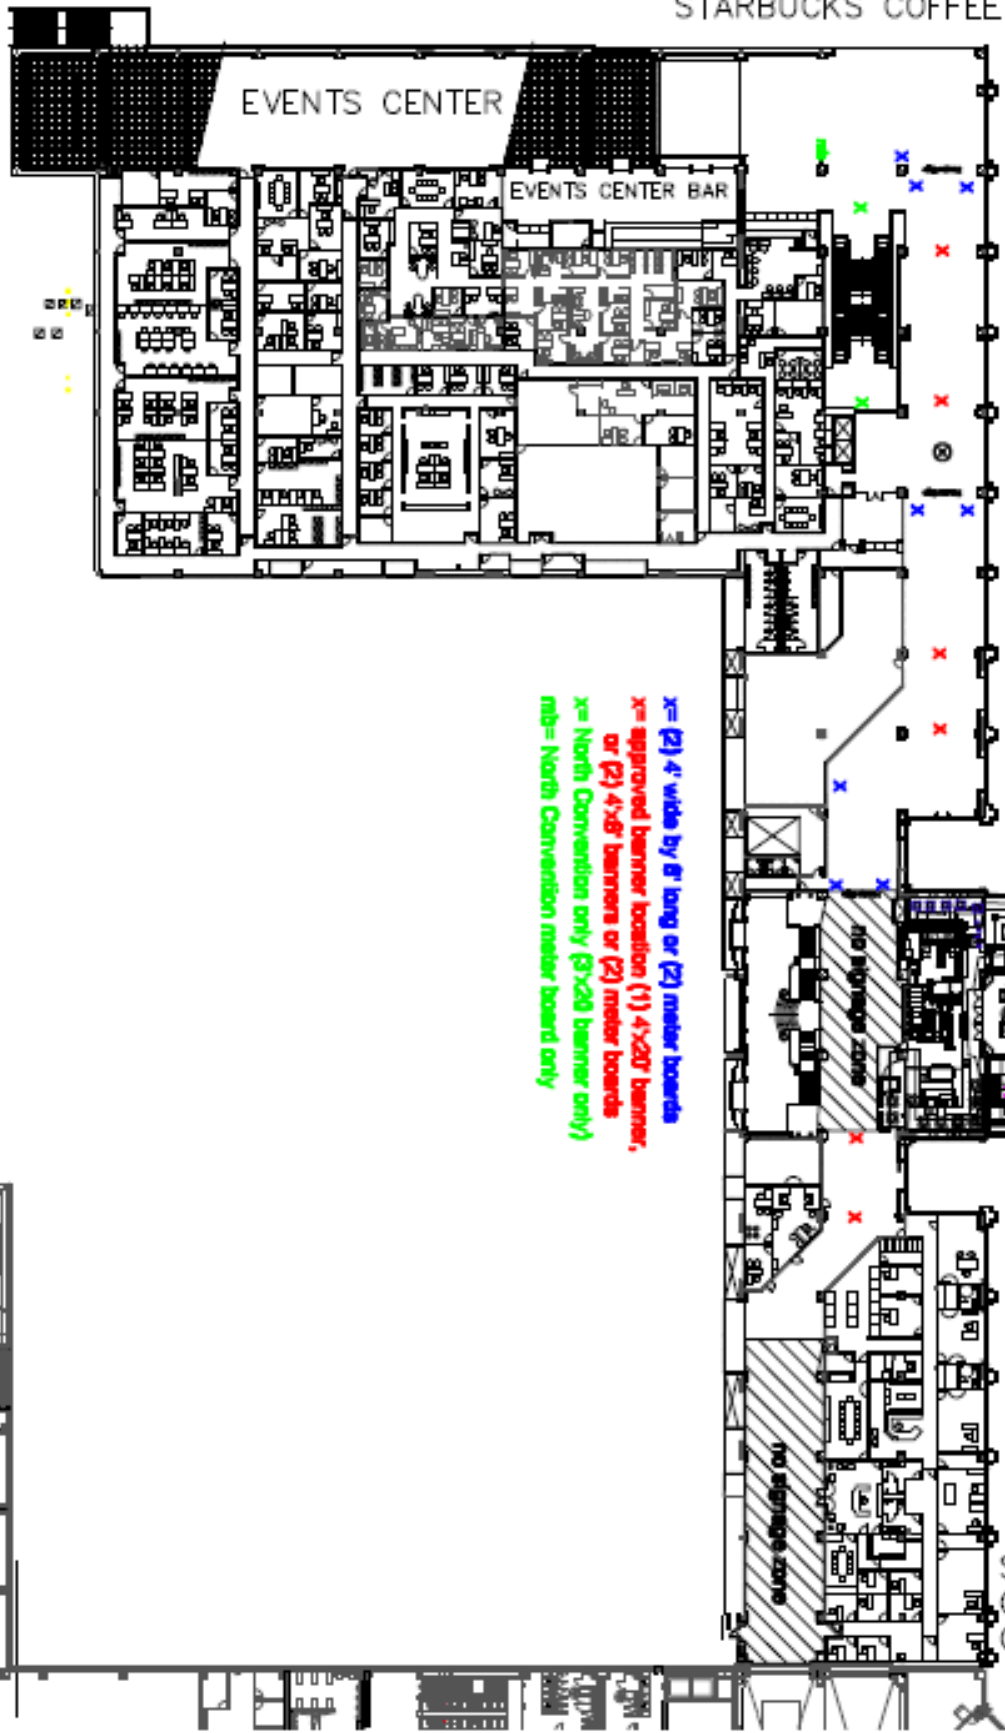 STARBUCKS COFFEE
EVENTS CENTER
EVENTS CENTER BAR
x= (2) 4' wide by 8' long or (2) meter boards
x= approved banner location (1) 4'x20' banner,
or (2) 4'x8' banners or (2) meter boards
x= North Convention only (3'x20 banner only)
mb= North Convention meter board only
mb
no signage zone
no signage zone